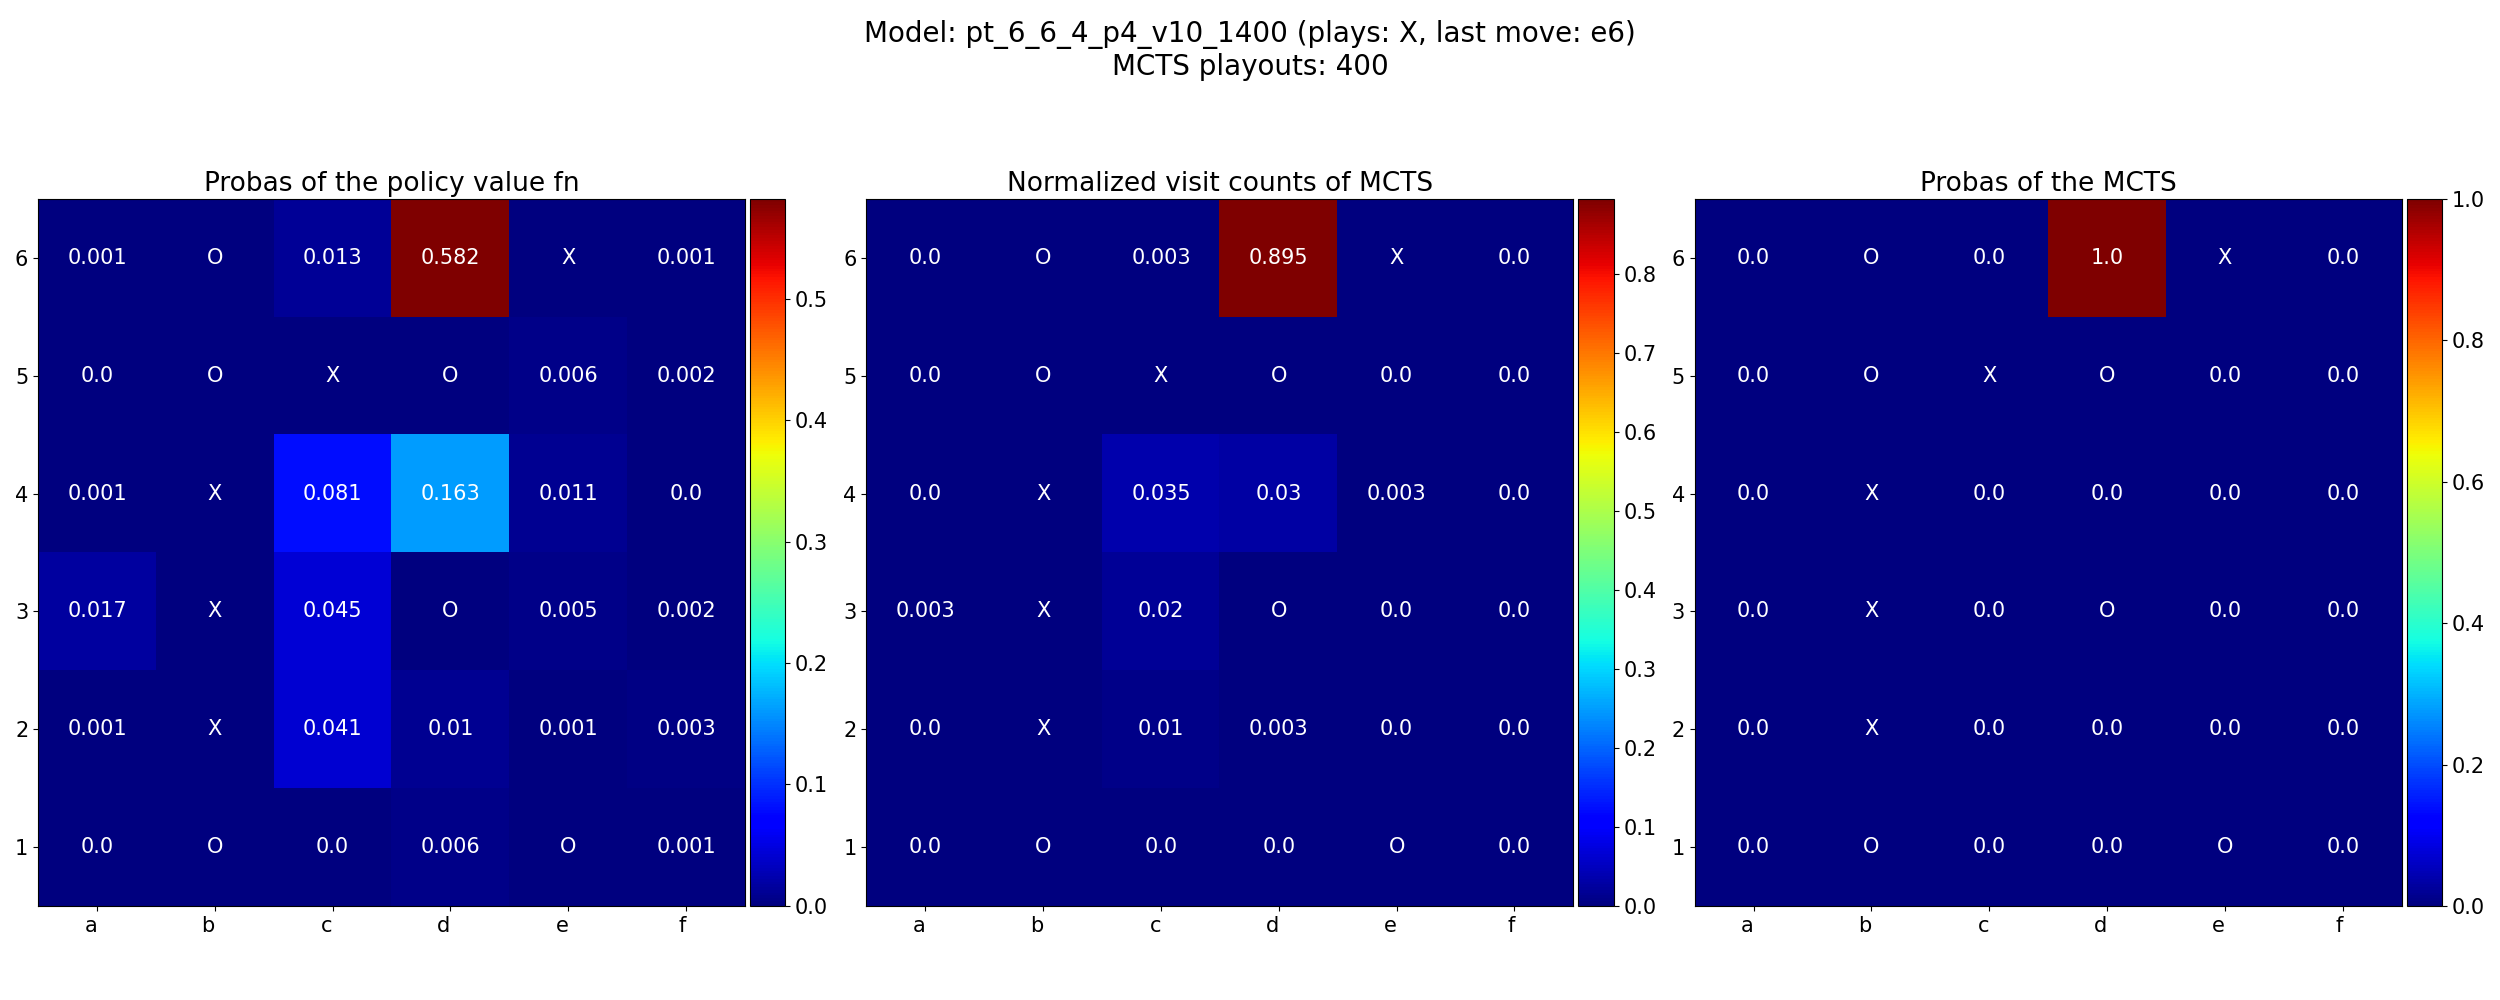 Model: pt_6_6_4_p4_v10_1400 (plays: X, last move: e6)
MCTS playouts: 400
Probas of the policy value fn
6 0.001 O 0.013 0.582 X 0.001
5 0.0 O X O 0.006 0.002
4 0.001 X 0.081 0.163 0.011 0.0
3 0.017 X 0.045 O 0.005 0.002
2 0.001 X 0.041 0.01 0.001 0.003
1 0.0 O 0.0 0.006 O 0.001
a b c d e f
0.5
0.4
0.3
0.2
0.1
0.0
Normalized visit counts of MCTS
6 0.0 O 0.003 0.895 X 0.0
5 0.0 O X O 0.0 0.0
4 0.0 X 0.035 0.03 0.003 0.0
3 0.003 X 0.02 O 0.0 0.0
2 0.0 X 0.01 0.003 0.0 0.0
1 0.0 O 0.0 0.0 O 0.0
a b c d e f
0.8
0.7
0.6
0.5
0.4
0.3
0.2
0.1
0.0
Probas of the MCTS
6 0.0 O 0.0 1.0 X 0.0
5 0.0 O X O 0.0 0.0
4 0.0 X 0.0 0.0 0.0 0.0
3 0.0 X 0.0 O 0.0 0.0
2 0.0 X 0.0 0.0 0.0 0.0
1 0.0 O 0.0 0.0 O 0.0
a b c d e f
1.0
0.8
0.6
0.4
0.2
0.0